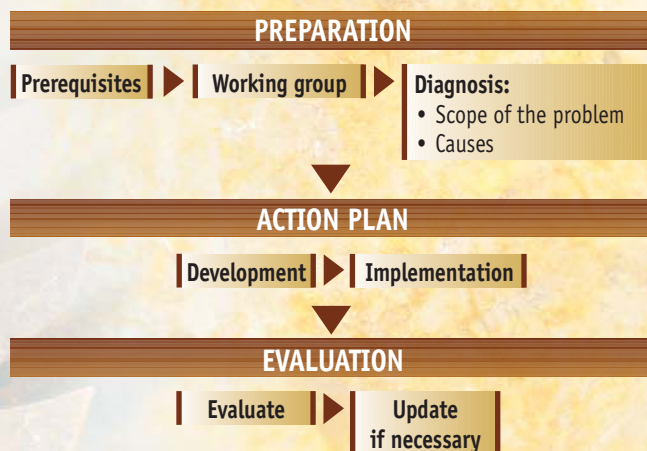 PREPARATION
Prerequisites
Working group
Diagnosis:
• Scope of the problem
• Causes
ACTION PLAN
Development
Implementation
EVALUATION
Evaluate
Update
if necessary